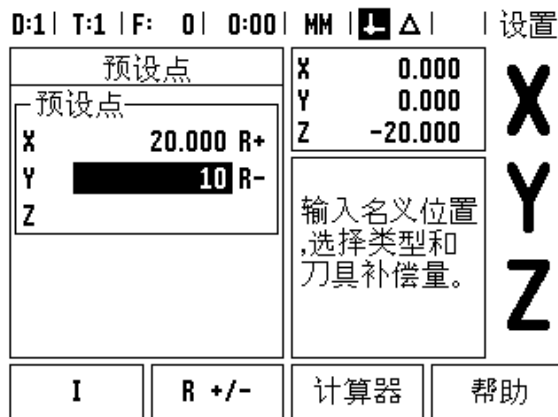 D:1 T:1 F: 0 0:00 MM 设置
预设点
预设点
X 20.000 R+
Y 10 R-
Z
X 0.000
Y 0.000
Z -20.000
输入名义位置
,选择类型和
刀具补偿量。
X
Y
Z
I R +/- 计算器 帮助